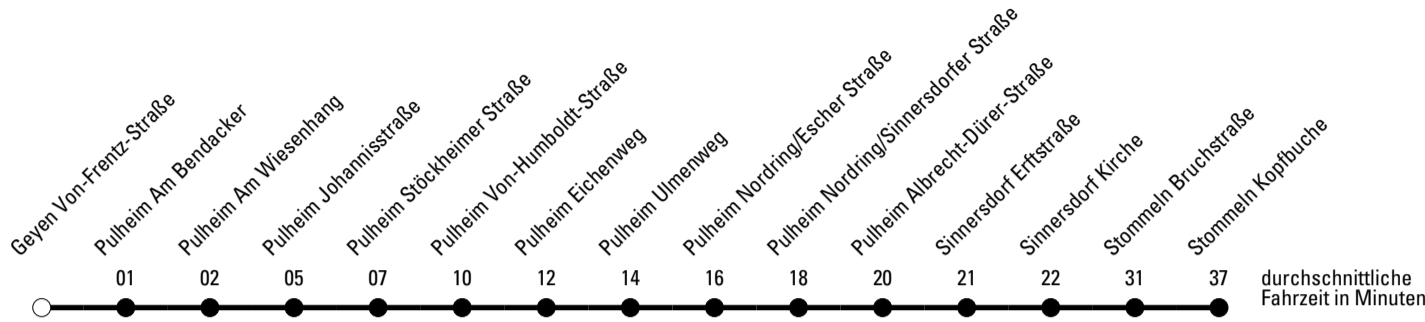 Geyen Von-Frentz-Straße
Pulheim Am Bendacker
Pulheim Am Wiesenhang
Pulheim Johannisstraße
Pulheim Stöckheimer Straße
Pulheim Von-Humboldt-Straße
Pulheim Eichenweg
Pulheim Ulmenweg
Pulheim Nordring/Escher Straße
Pulheim Nordring/Sinnersdorfer Straße
Pulheim Albrecht-Dürer-Straße
Sinnersdorf Erftstraße
Sinnersdorf Kirche
Stommeln Bruchstraße
Stommeln Kopfbuche
01 02 05 07 10 12 14 16 18 20 21 22 31 37
durchschnittliche
Fahrzeit in Minuten